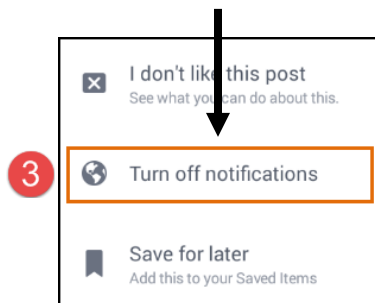 I don't like this post
See what you can do about this.
3
Turn off notifications
Save for later
Add this to your Saved Items